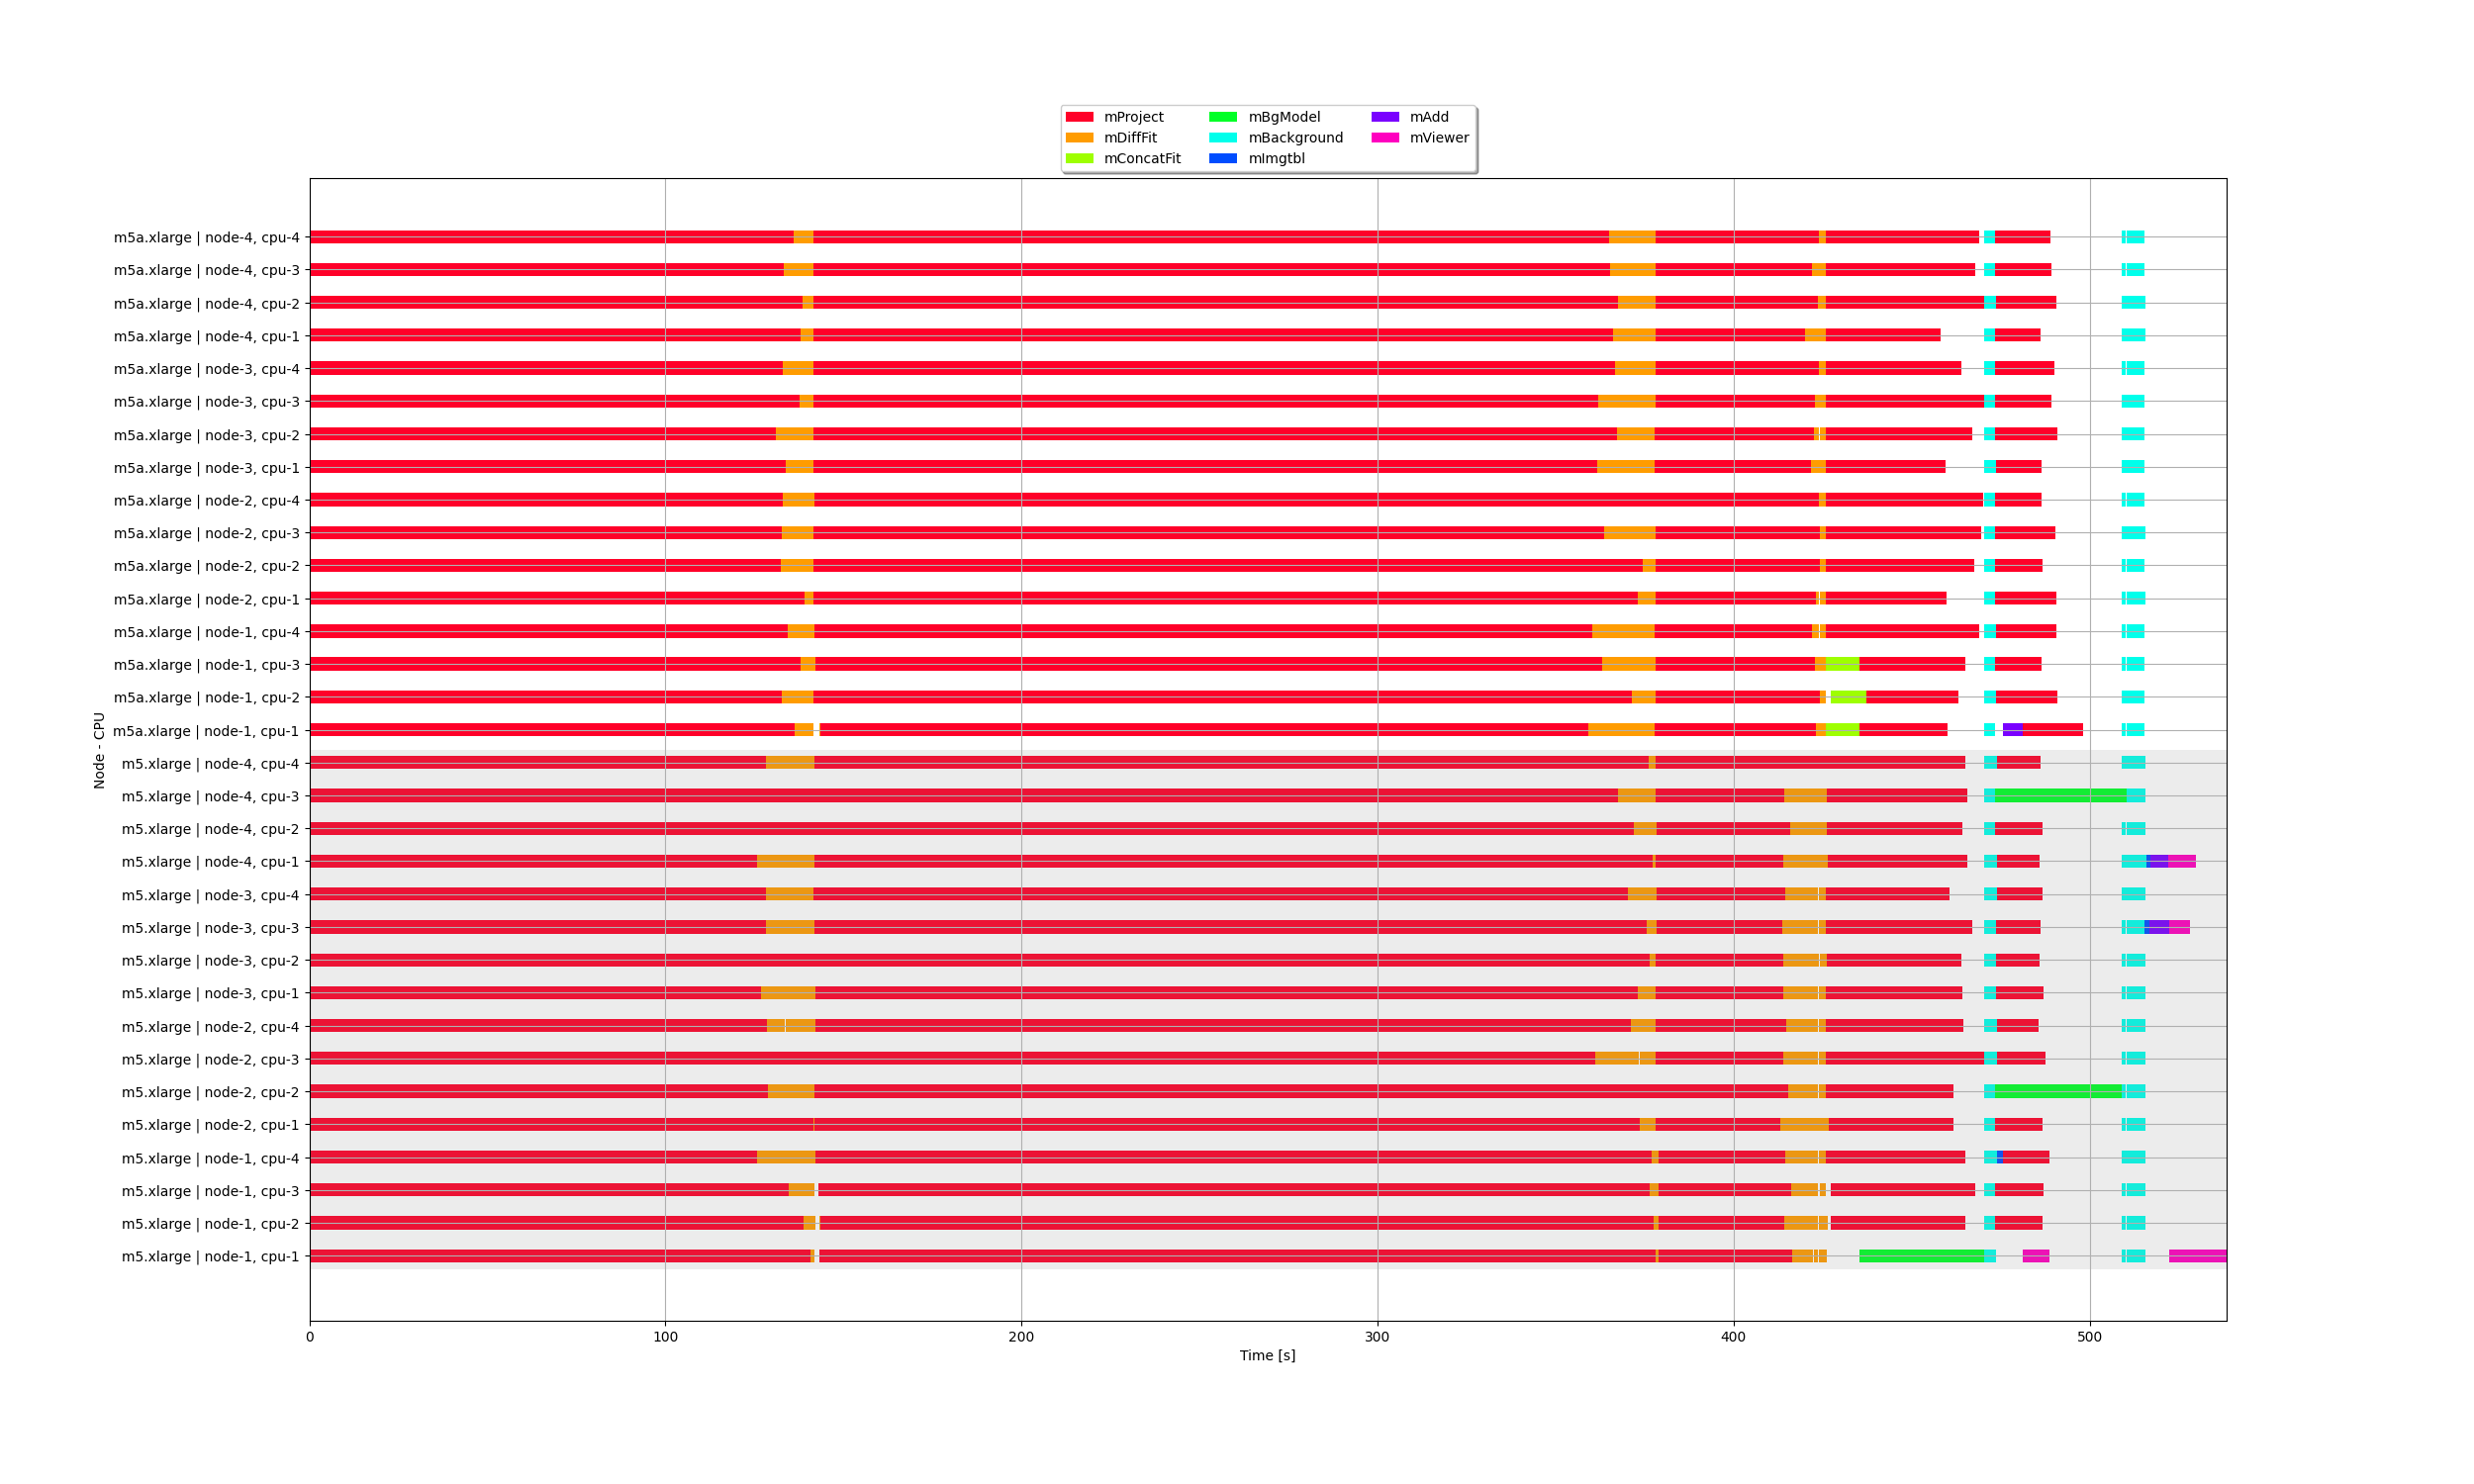 mProject
mDiffFit
mConcatFit
mBgModel
mBackground
mImgtbl
mAdd
mViewer
m5a.xlarge | node-4, cpu-4
m5a.xlarge | node-4, cpu-3
m5a.xlarge | node-4, cpu-2
m5a.xlarge | node-4, cpu-1
m5a.xlarge | node-3, cpu-4
m5a.xlarge | node-3, cpu-3
m5a.xlarge | node-3, cpu-2
m5a.xlarge | node-3, cpu-1
m5a.xlarge | node-2, cpu-4
m5a.xlarge | node-2, cpu-3
m5a.xlarge | node-2, cpu-2
m5a.xlarge | node-2, cpu-1
m5a.xlarge | node-1, cpu-4
m5a.xlarge | node-1, cpu-3
m5a.xlarge | node-1, cpu-2
m5a.xlarge | node-1, cpu-1
m5.xlarge | node-4, cpu-4
m5.xlarge | node-4, cpu-3
m5.xlarge | node-4, cpu-2
m5.xlarge | node-4, cpu-1
m5.xlarge | node-3, cpu-4
m5.xlarge | node-3, cpu-3
m5.xlarge | node-3, cpu-2
m5.xlarge | node-3, cpu-1
m5.xlarge | node-2, cpu-4
m5.xlarge | node-2, cpu-3
m5.xlarge | node-2, cpu-2
m5.xlarge | node-2, cpu-1
m5.xlarge | node-1, cpu-4
m5.xlarge | node-1, cpu-3
m5.xlarge | node-1, cpu-2
m5.xlarge | node-1, cpu-1
Node - CPU
0 100 200 300 400 500
Time [s]